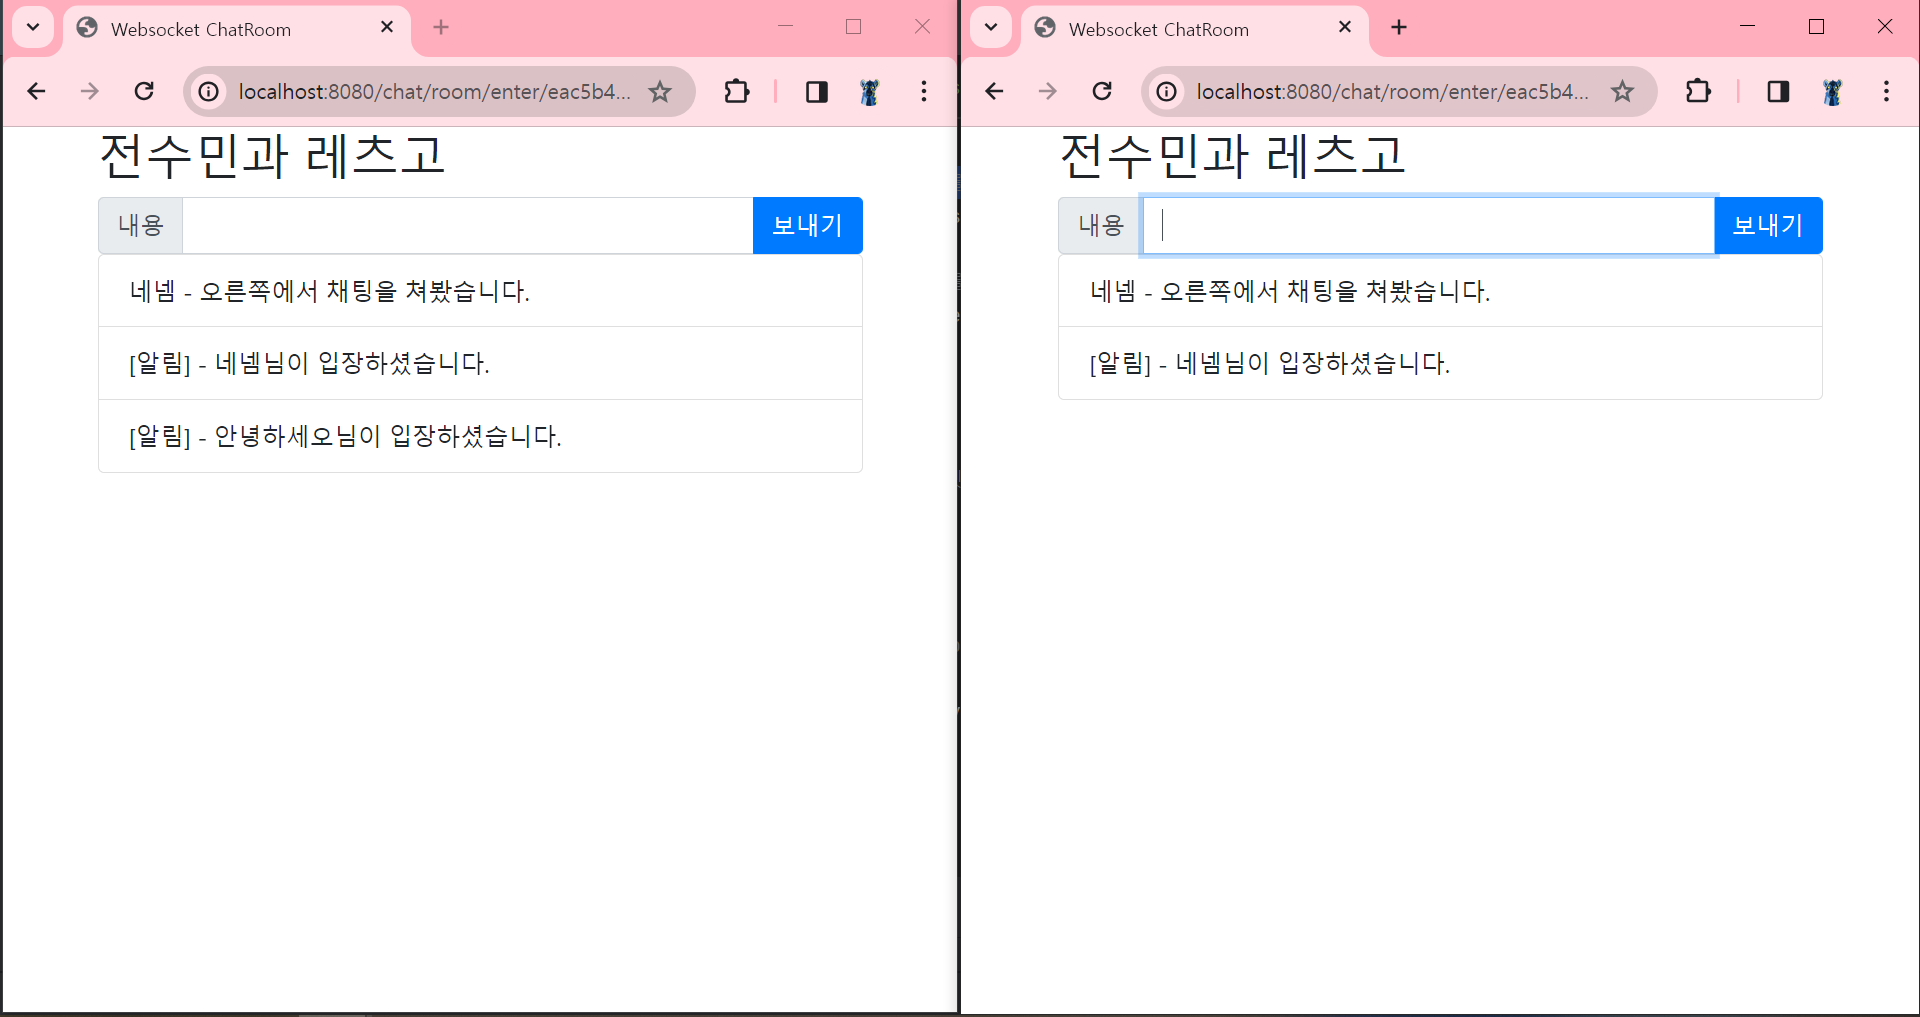 Websocket ChatRoom
localhost:8080/chat/room/enter/eac5b4...
전수민과 레츠고
내용
보내기
네넴 - 오른쪽에서 채팅을 쳐봤습니다.
[알림] - 네넴님이 입장하셨습니다.
[알림] - 안녕하세오님이 입장하셨습니다.
Websocket ChatRoom
localhost:8080/chat/room/enter/eac5b4...
전수민과 레츠고
내용
보내기
네넴 - 오른쪽에서 채팅을 쳐봤습니다.
[알림] - 네넴님이 입장하셨습니다.